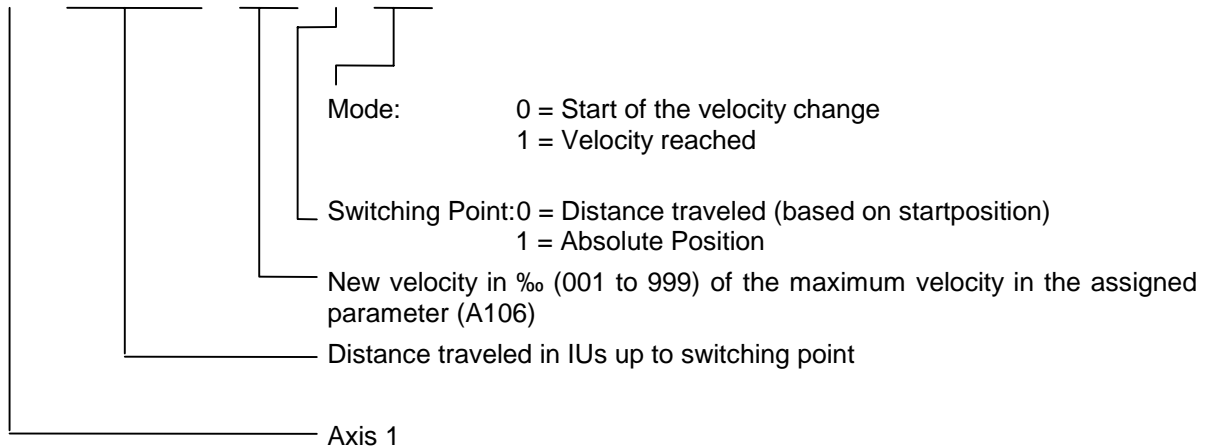 Mode: 0 = Start of the velocity change
1 = Velocity reached
Switching Point:0 = Distance traveled (based on startposition)
1 = Absolute Position
New velocity in ‰ (001 to 999) of the maximum velocity in the assigned
parameter (A106)
Distance traveled in IUs up to switching point
Axis 1